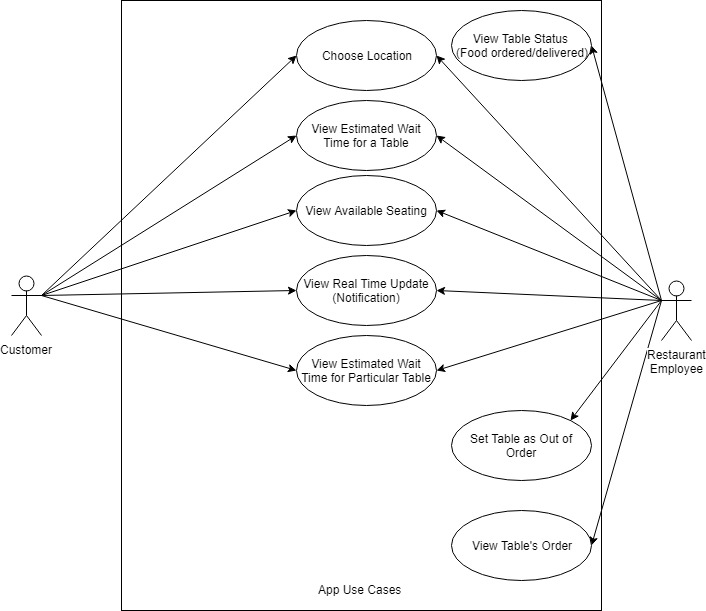 View Table Status
(Food ordered/delivered)
Choose Location
View Estimated Wait
Time for a Table
View Available Seating
View Real Time Update
(Notification)
Customer
Restaurant
Employee
View Estimated Wait
Time for Particular Table
Set Table as Out of
Order
View Table's Order
App Use Cases